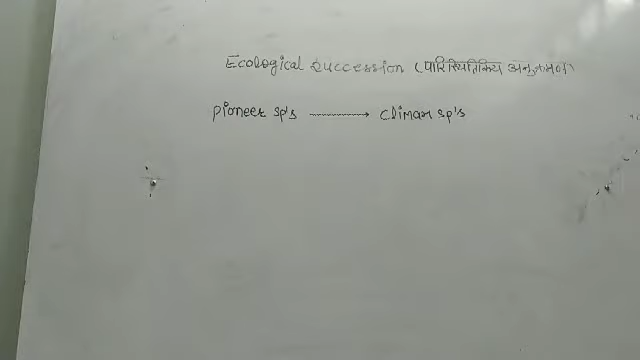 Ecological succession (पारिस्थितिकिय अनुक्रमण)
pioneer sp's ----------> climax sp's